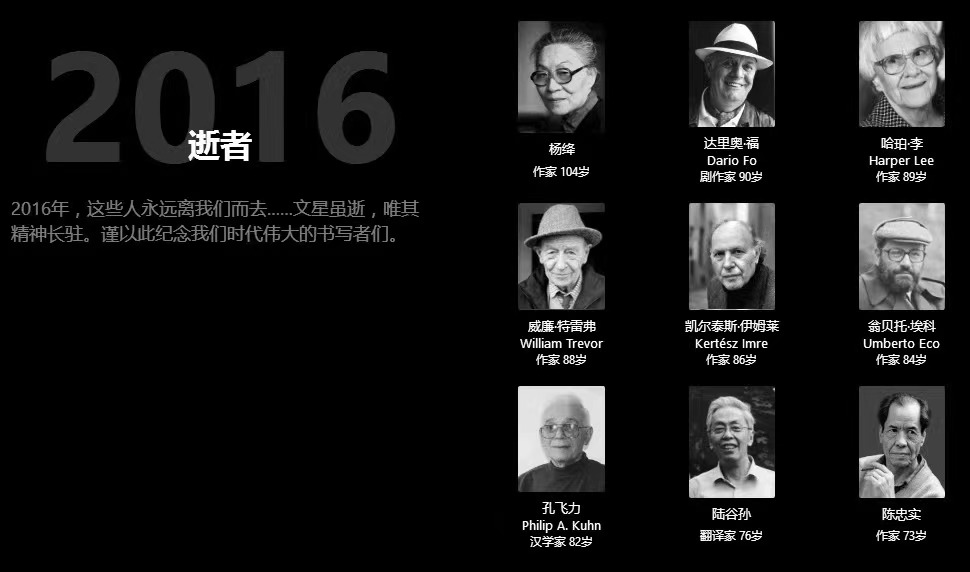 2016
逝者
2016年，这些人永远离我们而去......文星虽逝，唯其
精神长驻。谨以此纪念我们时代伟大的书写者们。
杨绛
作家 104岁
达里奥·福
Dario Fo
剧作家 90岁
哈珀·李
Harper Lee
作家 89岁
威廉·特雷弗
William Trevor
作家 88岁
凯尔泰斯·伊姆莱
Kertész Imre
作家 86岁
翁贝托·埃科
Umberto Eco
作家 84岁
孔飞力
Philip A. Kuhn
汉学家 82岁
陆谷孙
翻译家 76岁
陈忠实
作家 73岁